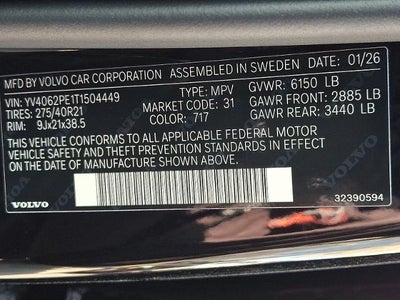 MFD BY VOLVO CAR CORPORATION ASSEMBLED IN SWEDEN 01/26
VIN: YV4062PE1T1504449 TYPE: MPV GVWR: 6150 LB
TIRES: 275/40R21 MARKET CODE: 31 GAWR FRONT: 2885 LB
RIM: 9Jx21x38.5 COLOR: 717 GAWR REAR: 3440 LB
THIS VEHICLE CONFORMS TO ALL APPLICABLE FEDERAL MOTOR
VEHICLE SAFETY, BUMPER, AND THEFT PREVENTION STANDARDS IN EFFECT
ON THE DATE OF MANUFACTURE SHOWN ABOVE.
VOLVO 32390594